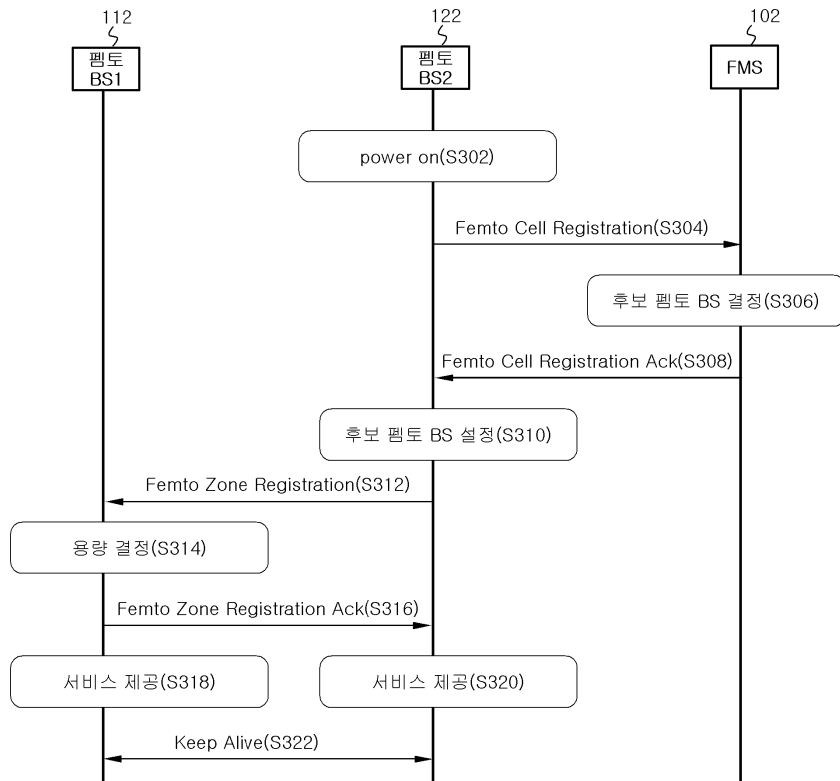 112
122
102
펨토
BS1
펨토
BS2
FMS
power on(S302)
Femto Cell Registration(S304)
후보 펨토 BS 결정(S306)
Femto Cell Registration Ack(S308)
후보 펨토 BS 설정(S310)
Femto Zone Registration(S312)
용량 결정(S314)
Femto Zone Registration Ack(S316)
서비스 제공(S318)
서비스 제공(S320)
Keep Alive(S322)